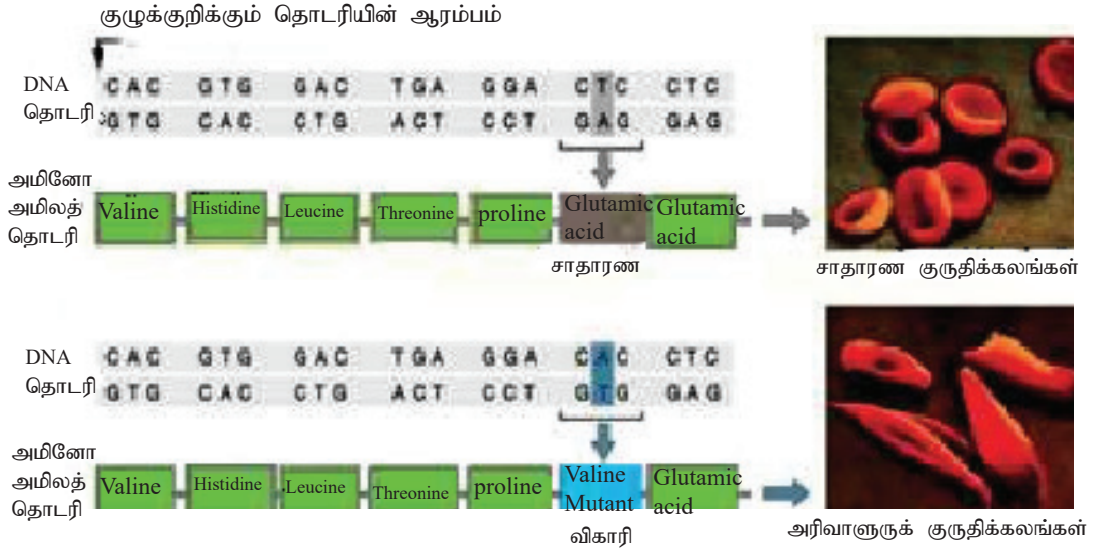 குழுக்குறிக்கும் தொடரியின் ஆரம்பம்
DNA
தொடரி
CAC GTG GAC TGA GGA CTC CTC
GTG CAC CTG ACT CCT GAG GAG
அமினோ
அமிலத்
தொடரி
Valine Histidine Leucine Threonine proline Glutamic acid Glutamic acid
சாதாரண
சாதாரண குருதிக்கலங்கள்
DNA
தொடரி
CAC GTG GAC TGA GGA CAC CTC
GTG CAC CTG ACT CCT GTG GAG
அமினோ
அமிலத்
தொடரி
Valine Histidine Leucine Threonine proline Valine Mutant Glutamic acid
விகாரி
அரிவாளுருக் குருதிக்கலங்கள்